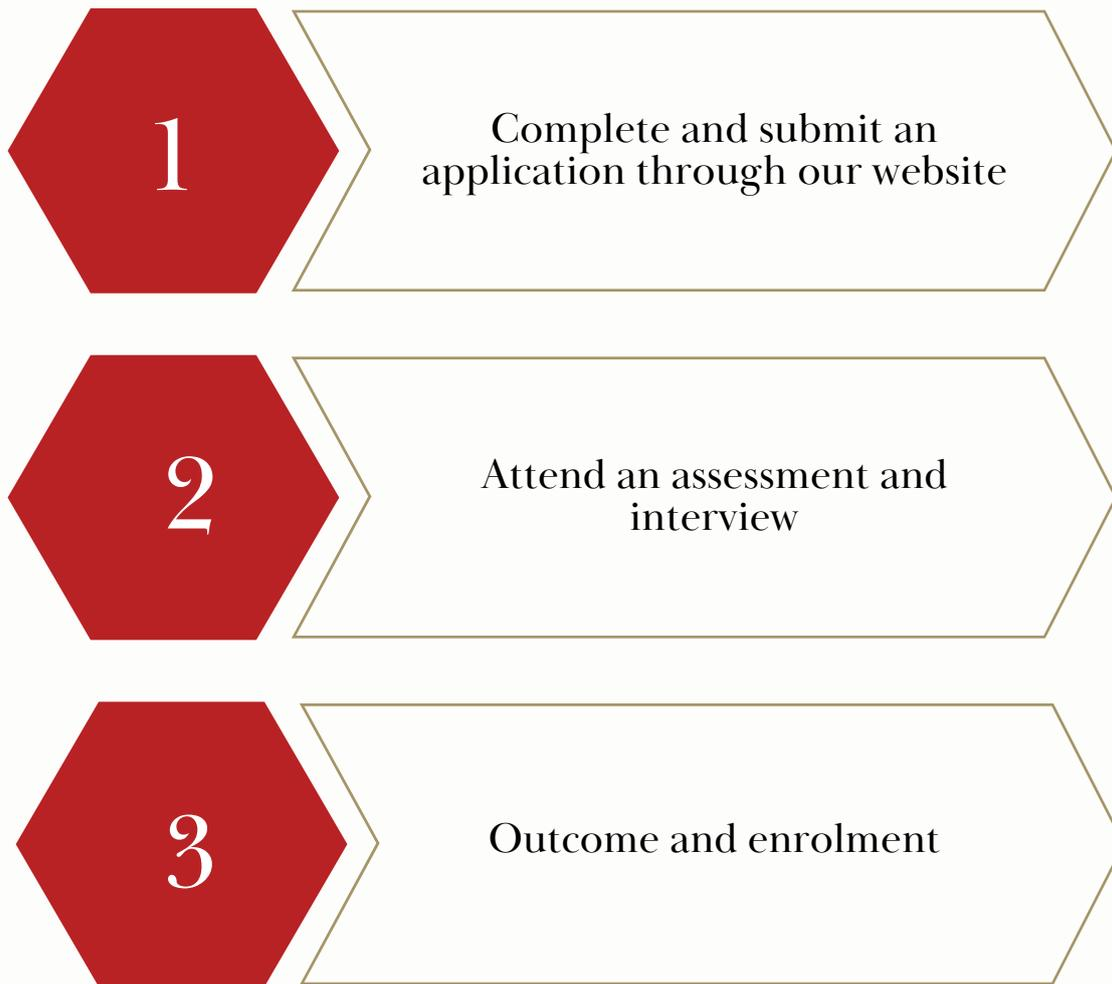 1
Complete and submit an
application through our website
2
Attend an assessment and
interview
3
Outcome and enrolment